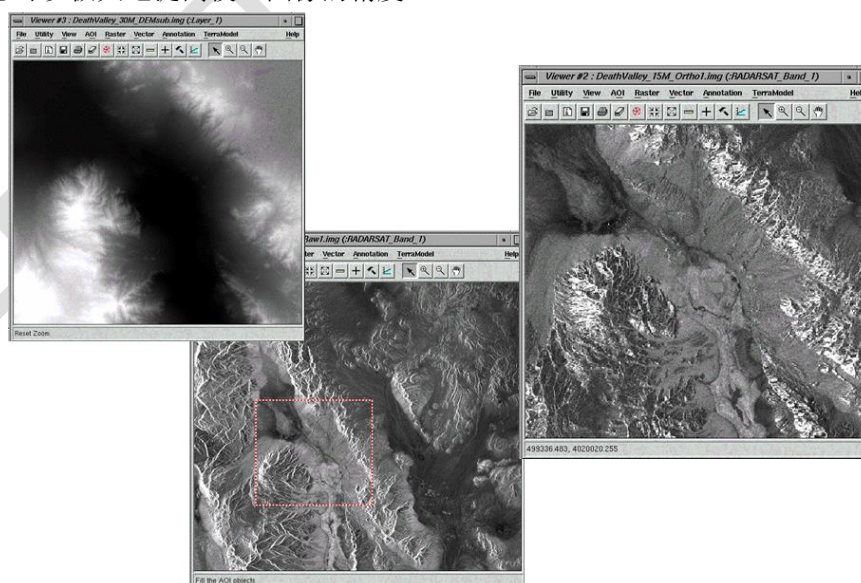 Viewer #3 : DeathValley_30M_DEMsub.img (:Layer_1)
File Utility View AOI Raster Vector Annotation TerraModel Help
Reset Zoom
Raw1.img (:RADARSAT_Band_1)
Vector Annotation TerraModel Help
Fill the AOI objects
Viewer #2 : DeathValley_15M_Ortho1.img (:RADARSAT_Band_1)
File Utility View AOI Raster Vector Annotation TerraModel Hel
499336.483, 4020020.255